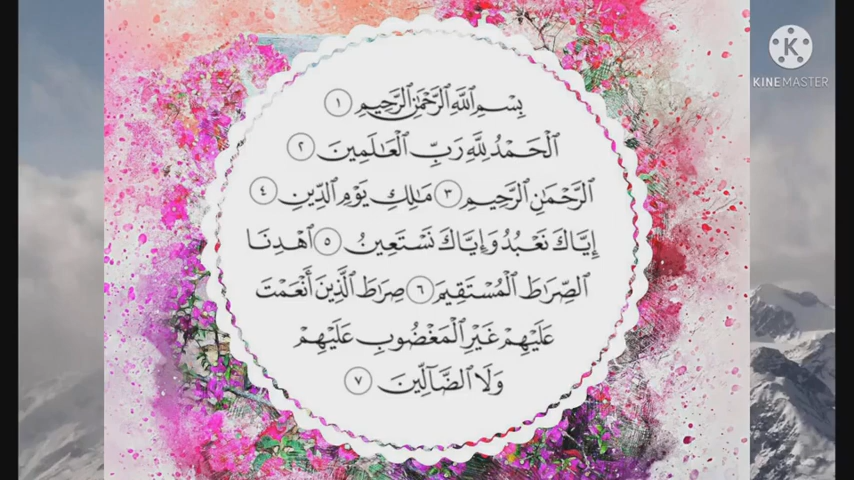 بِسْمِ ٱللَّهِ ٱلرَّحْمَٰنِ ٱلرَّحِيمِ ١
ٱلْحَمْدُ لِلَّهِ رَبِّ ٱلْعَٰلَمِينَ ٢
ٱلرَّحْمَٰنِ ٱلرَّحِيمِ ٣ مَٰلِكِ يَوْمِ ٱلدِّينِ ٤
إِيَّاكَ نَعْبُدُ وَإِيَّاكَ نَسْتَعِينُ ٥ ٱهْدِنَا
ٱلصِّرَٰطَ ٱلْمُسْتَقِيمَ ٦ صِرَٰطَ ٱلَّذِينَ أَنْعَمْتَ
عَلَيْهِمْ غَيْرِ ٱلْمَغْضُوبِ عَلَيْهِمْ
وَلَا ٱلضَّآلِّينَ ٧
K
KINEMASTER